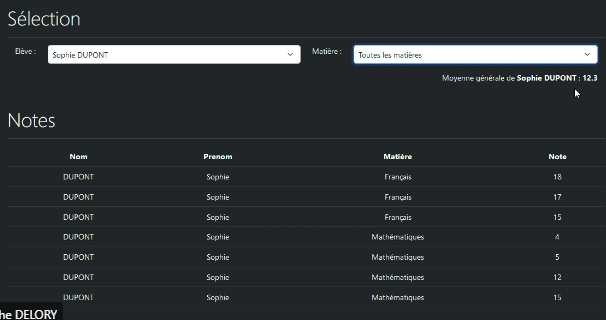 Sélection
Elève : Sophie DUPONT Matière : Toutes les matières
Moyenne générale de Sophie DUPONT : 12.3
Notes
Nom Prenom Matière Note
DUPONT Sophie Français 18
DUPONT Sophie Français 17
DUPONT Sophie Français 15
DUPONT Sophie Mathématiques 4
DUPONT Sophie Mathématiques 5
DUPONT Sophie Mathématiques 12
DUPONT Sophie Mathématiques 15
he DELORY